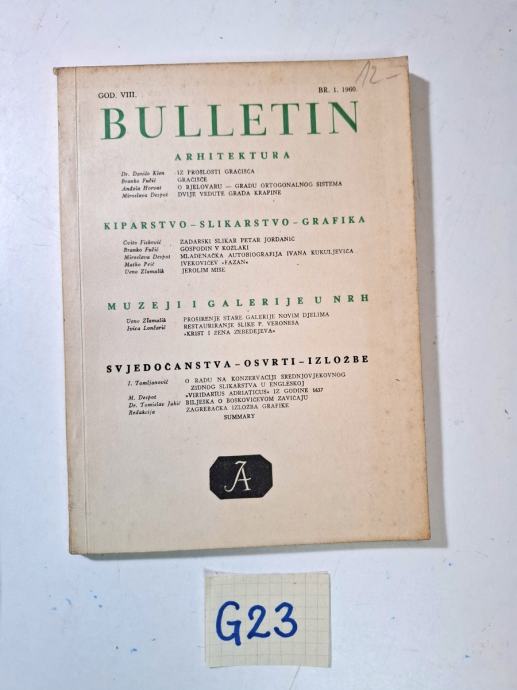 12-
GOD. VIII. BR. 1. 1960.
BULLETIN
ARHITEKTURA
Dr. Danilo Klen IZ PROŠLOSTI GRAČIŠĆA
Branko Fučić GRAČIŠĆE
Anđela Horvat O BJELOVARU — GRADU ORTOGONALNOG SISTEMA
Miroslava Despot DVIJE VEDUTE GRADA KRAPINE
KIPARSTVO–SLIKARSTVO–GRAFIKA
Cvito Fisković ZADARSKI SLIKAR PETAR JORDANIĆ
Branko Fučić GOSPODIN V KOZLAKI
Miroslava Despot MLADENAČKA AUTOBIOGRAFIJA IVANA KUKULJEVIĆA
Matko Peić IVEKOVIĆEV »FAZAN«
Verena Zlamalik JEROLIM MISE
MUZEJI I GALERIJE U NRH
Zlamalik PROŠIRENJE STARE GALERIJE NOVIM DJELIMA
Ivica Lončarić RESTAURIRANJE SLIKE P. VERONESA
»KRIST I ŽENA ZEBEDEJEVA«
SVJEDOČANSTVA–OSVRTI–IZLOŽBE
I. Tomljanović O RADU NA KONZERVACIJI SREDNJOVJEKOVNOG
ZIDNOG SLIKARSTVA U ENGLESKOJ
M. Despot »VIRIDARIUS ADRIATICUS« IZ GODINE 1637
Dr. Tomislav Jakić BILJEŠKA O BOŠKOVIĆEVOM ZAVIČAJU
Redakcija ZAGREBAČKA IZLOŽBA GRAFIKE
SUMMARY
A
G23